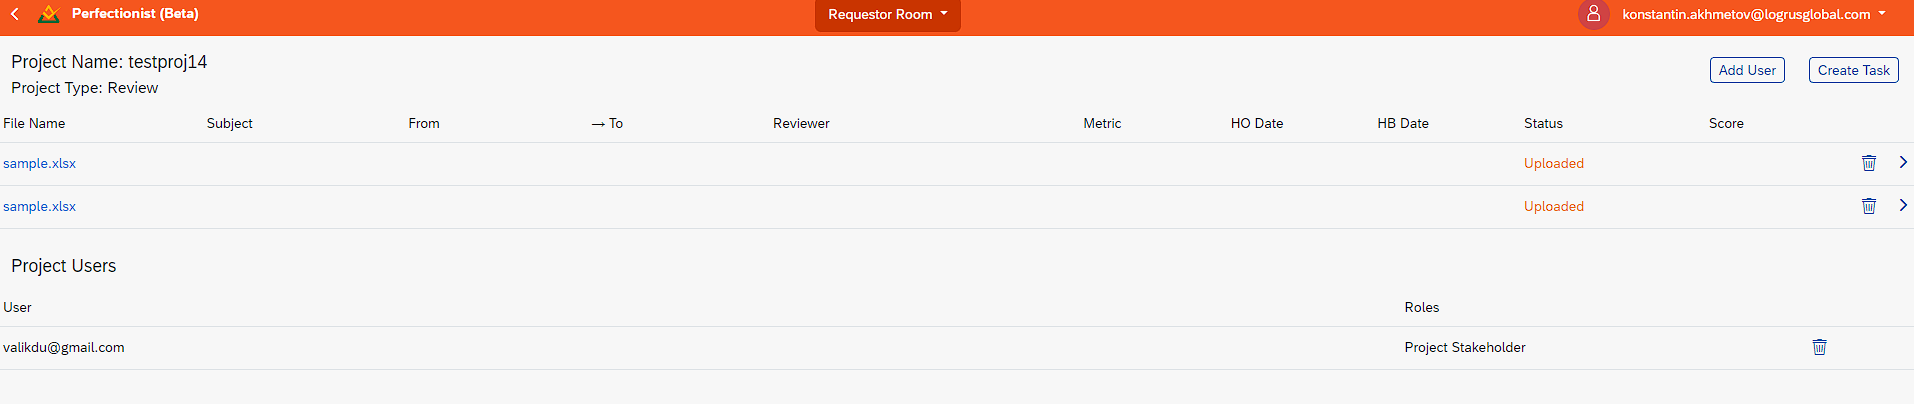 Perfectionist (Beta) Requestor Room konstantin.akhmetov@logrusglobal.com
Project Name: testproj14
Project Type: Review
Add User Create Task
File Name Subject From → To Reviewer Metric HO Date HB Date Status Score
sample.xlsx Uploaded
sample.xlsx Uploaded
Project Users
User Roles
valikdu@gmail.com Project Stakeholder